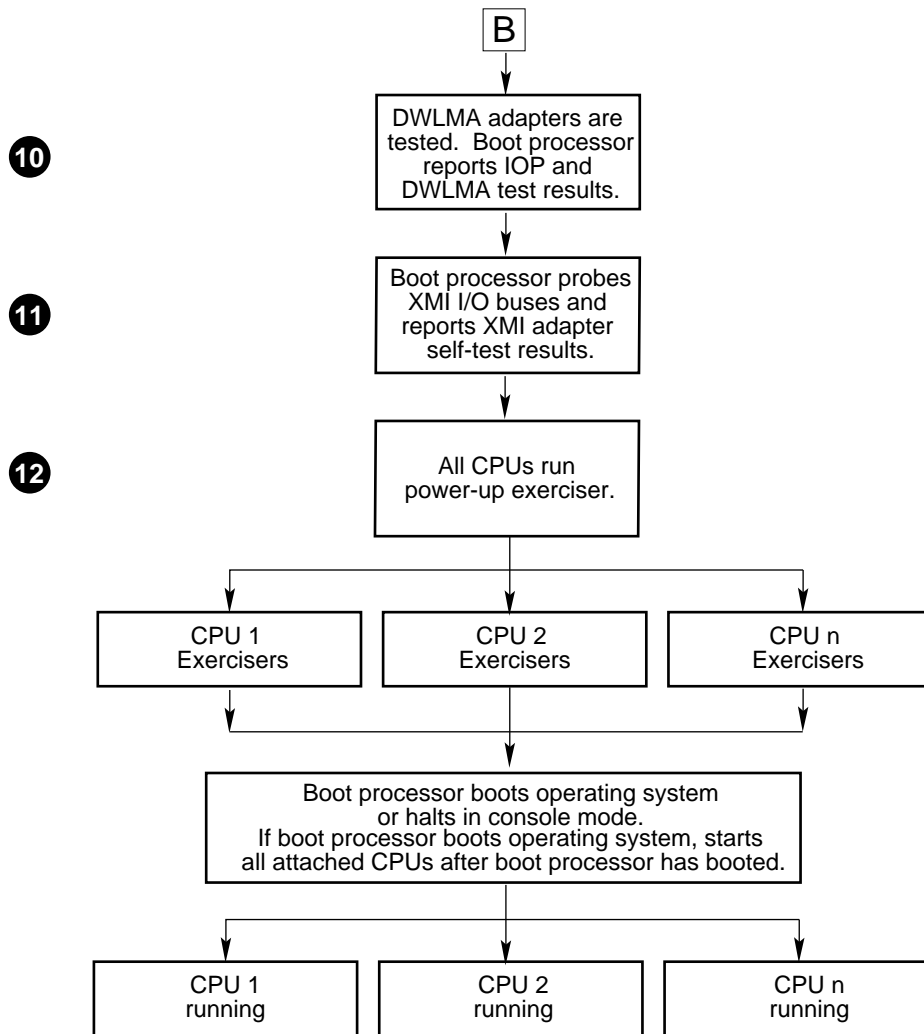 B
10
DWLMA adapters are
tested. Boot processor
reports IOP and
DWLMA test results.
11
Boot processor probes
XMI I/O buses and
reports XMI adapter
self-test results.
12
All CPUs run
power-up exerciser.
CPU 1
Exercisers
CPU 2
Exercisers
CPU n
Exercisers
Boot processor boots operating system
or halts in console mode.
If boot processor boots operating system, starts
all attached CPUs after boot processor has booted.
CPU 1
running
CPU 2
running
CPU n
running